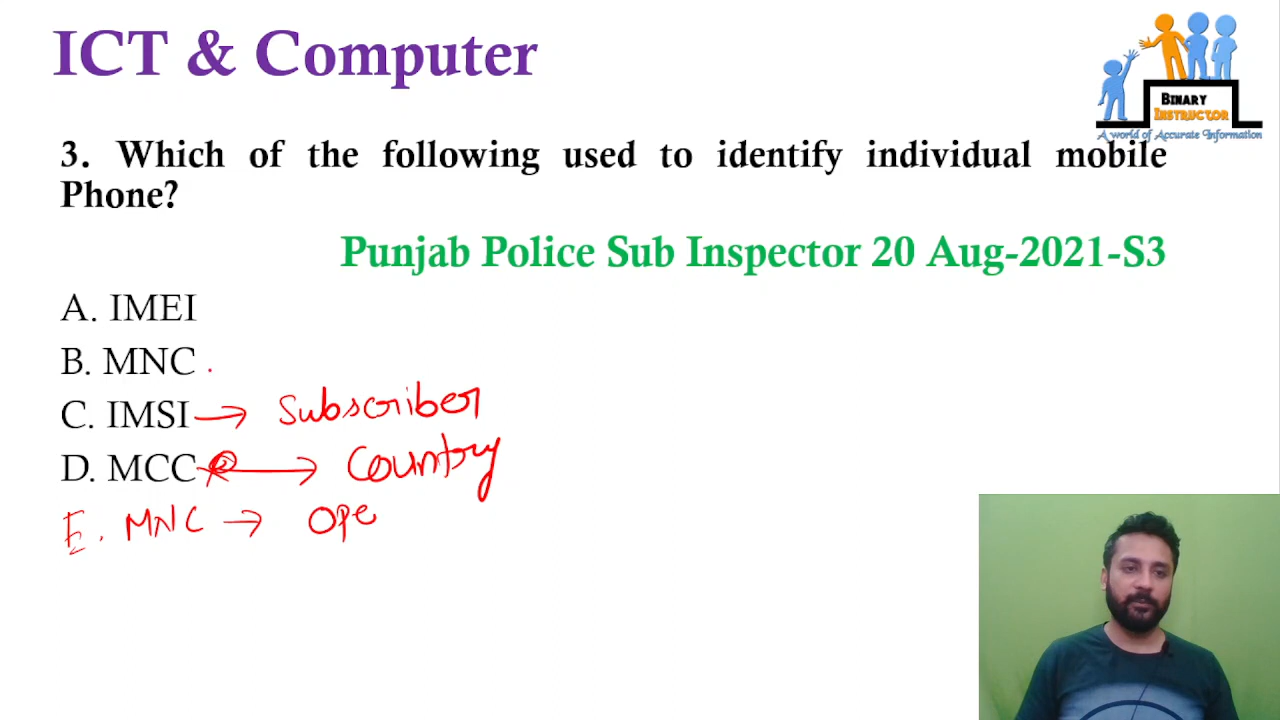 ICT & Computer
BINARY
INSTRUCTOR
A world of Accurate Information
3. Which of the following used to identify individual mobile
Phone?
Punjab Police Sub Inspector 20 Aug-2021-S3
A. IMEI
B. MNC
C. IMSI → Subscriber
D. MCC → Country
E. MNC → Ope